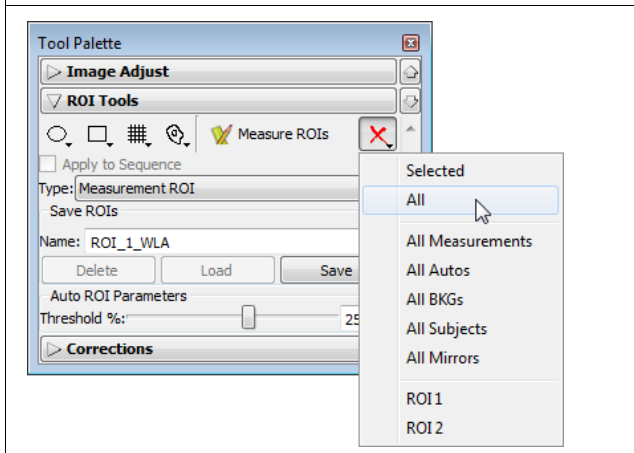 Tool Palette
Image Adjust
ROI Tools
Measure ROIs
Apply to Sequence
Type: Measurement ROI
Save ROIs
Name: ROI_1_WLA
Delete Load Save
Auto ROI Parameters
Threshold %: 25
Corrections
Selected
All
All Measurements
All Autos
All BKGs
All Subjects
All Mirrors
ROI 1
ROI 2